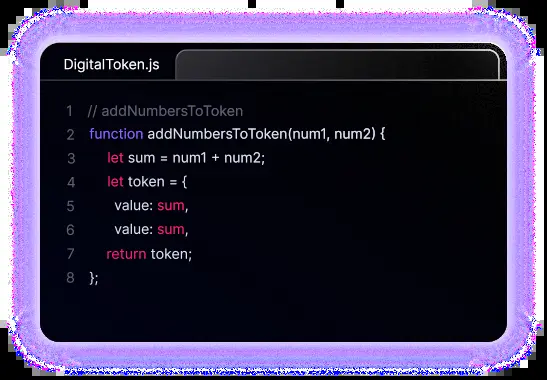 DigitalToken.js
1 // addNumbersToToken
2 function addNumbersToToken(num1, num2) {
3 let sum = num1 + num2;
4 let token = {
5 value: sum,
6 value: sum,
7 return token;
8 };